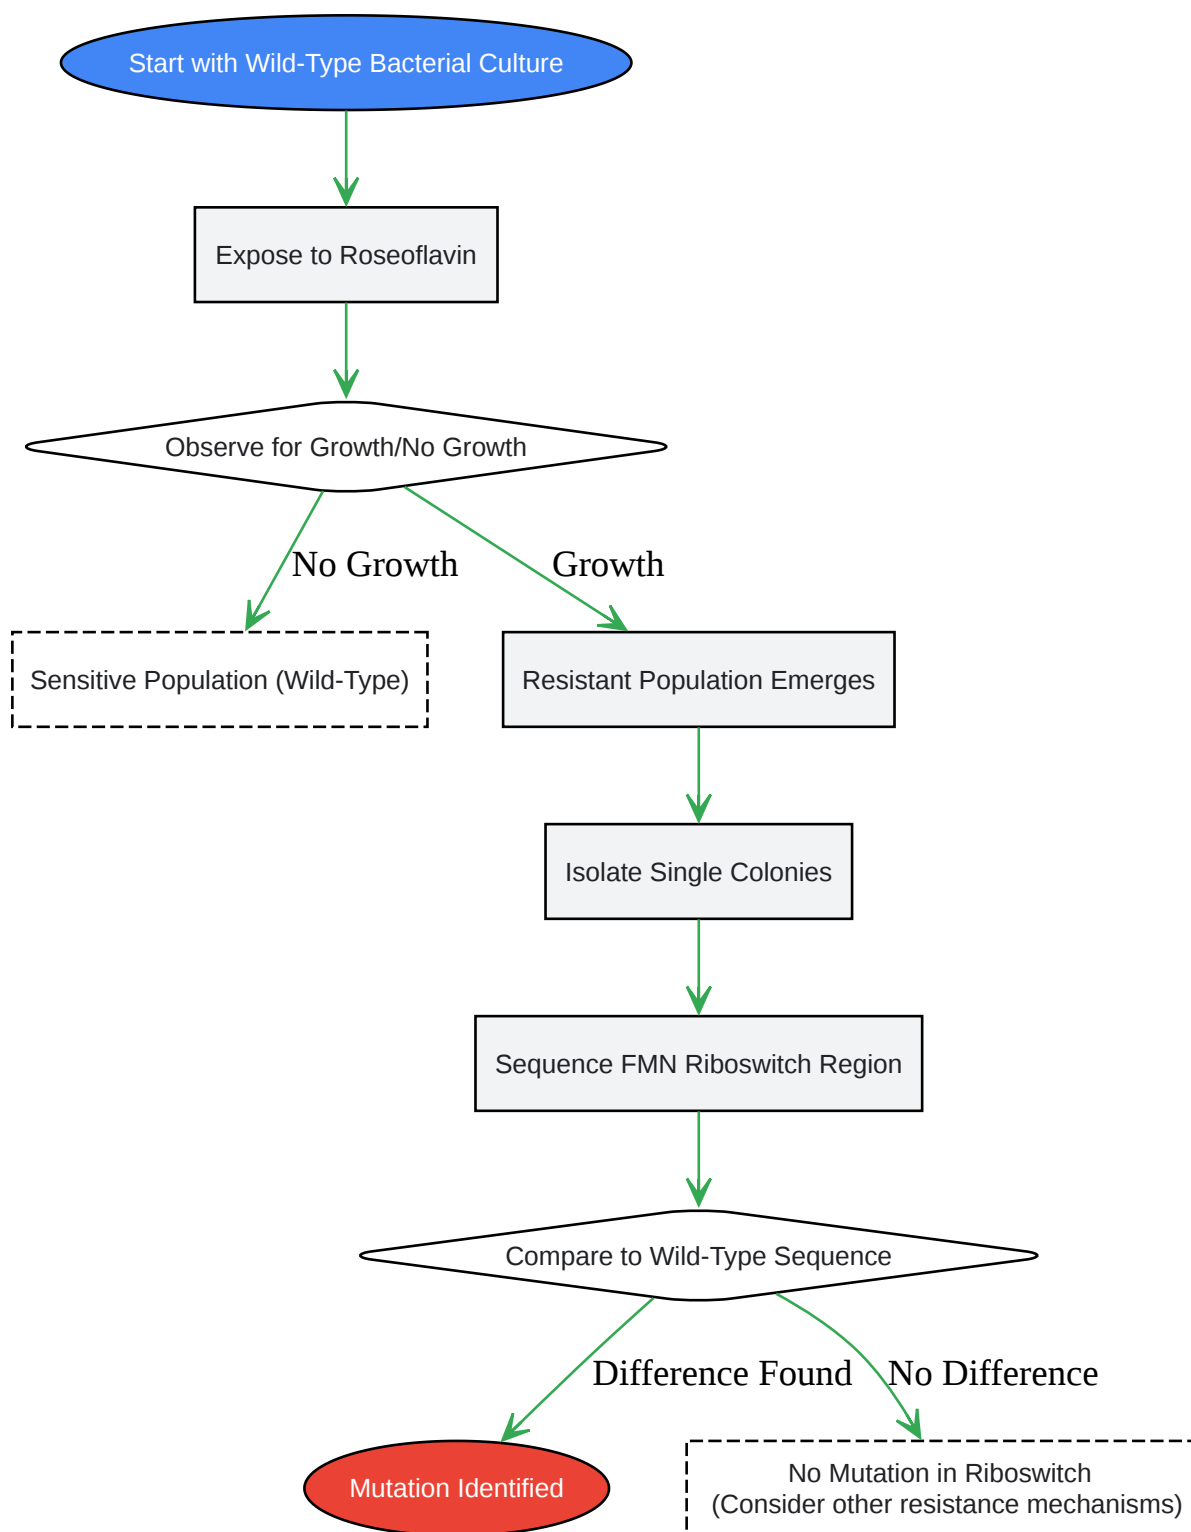 Start with Wild-Type Bacterial Culture
Expose to Roseoflavin
Observe for Growth/No Growth
No Growth
Growth
Sensitive Population (Wild-Type)
Resistant Population Emerges
Isolate Single Colonies
Sequence FMN Riboswitch Region
Compare to Wild-Type Sequence
Difference Found
No Difference
Mutation Identified
No Mutation in Riboswitch
(Consider other resistance mechanisms)